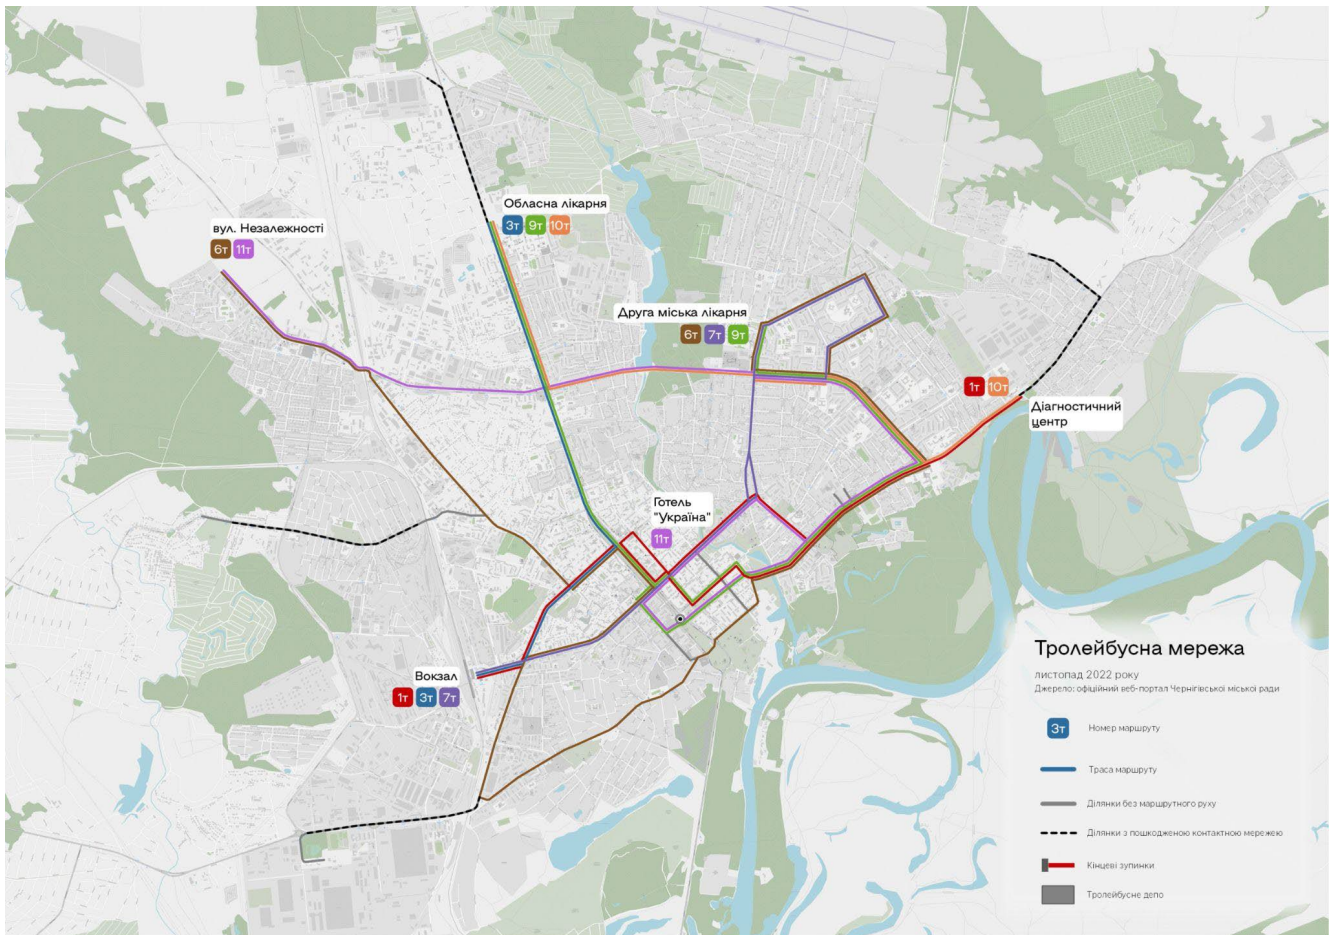 Обласна лікарня
3т 9т 10т
вул. Незалежності
6т 11т
Друга міська лікарня
6т 7т 9т
1т 10т
Діагностичний
центр
Готель
"Україна"
11т
Вокзал
1т 3т 7т
Тролейбусна мережа
листопад 2022 року
Джерело: офіційний веб-портал Чернігівської міської ради
3т Номер маршруту
Траса маршруту
Ділянки без маршрутного руху
Ділянки з пошкодженою контактною мережею
Кінцеві зупинки
Тролейбусне депо